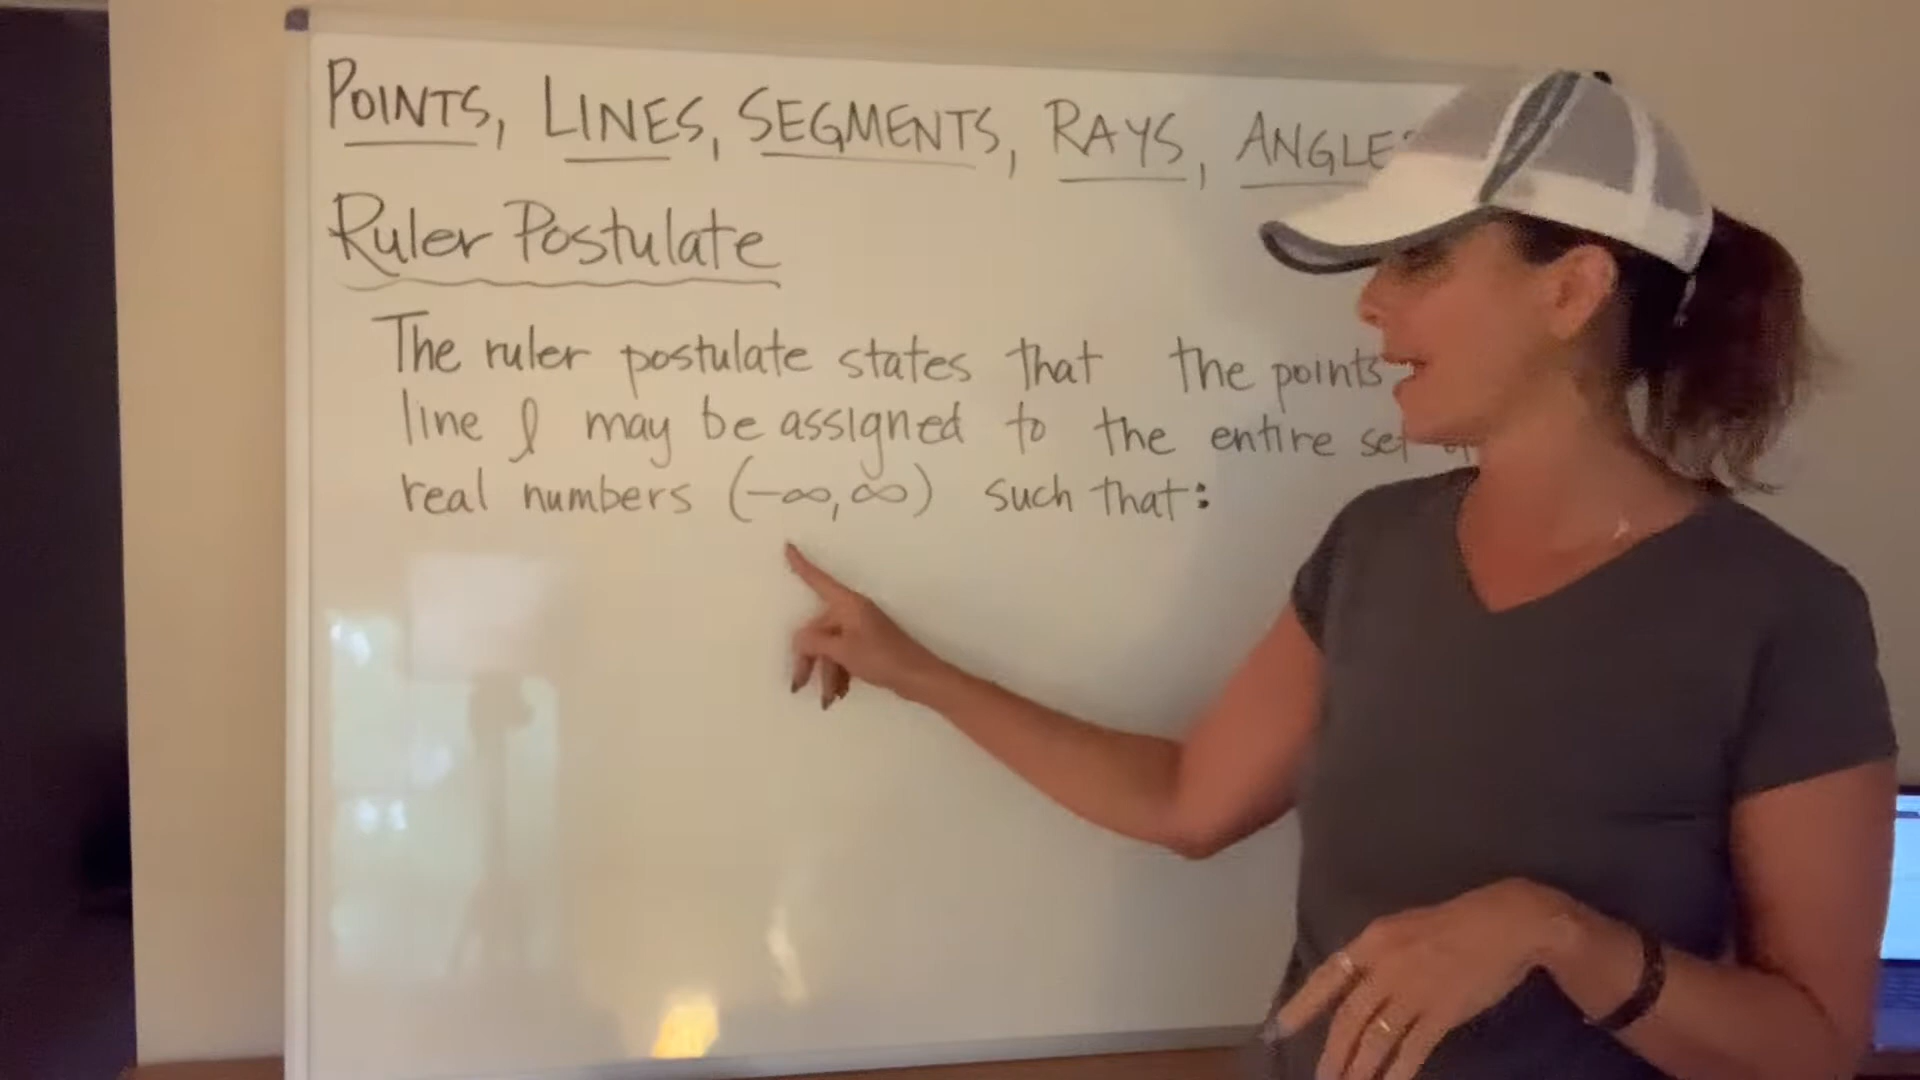 POINTS, LINES, SEGMENTS, RAYS, ANGLE
Ruler Postulate
The ruler postulate states that the points
line l may be assigned to the entire set
real numbers (-∞, ∞) such that: